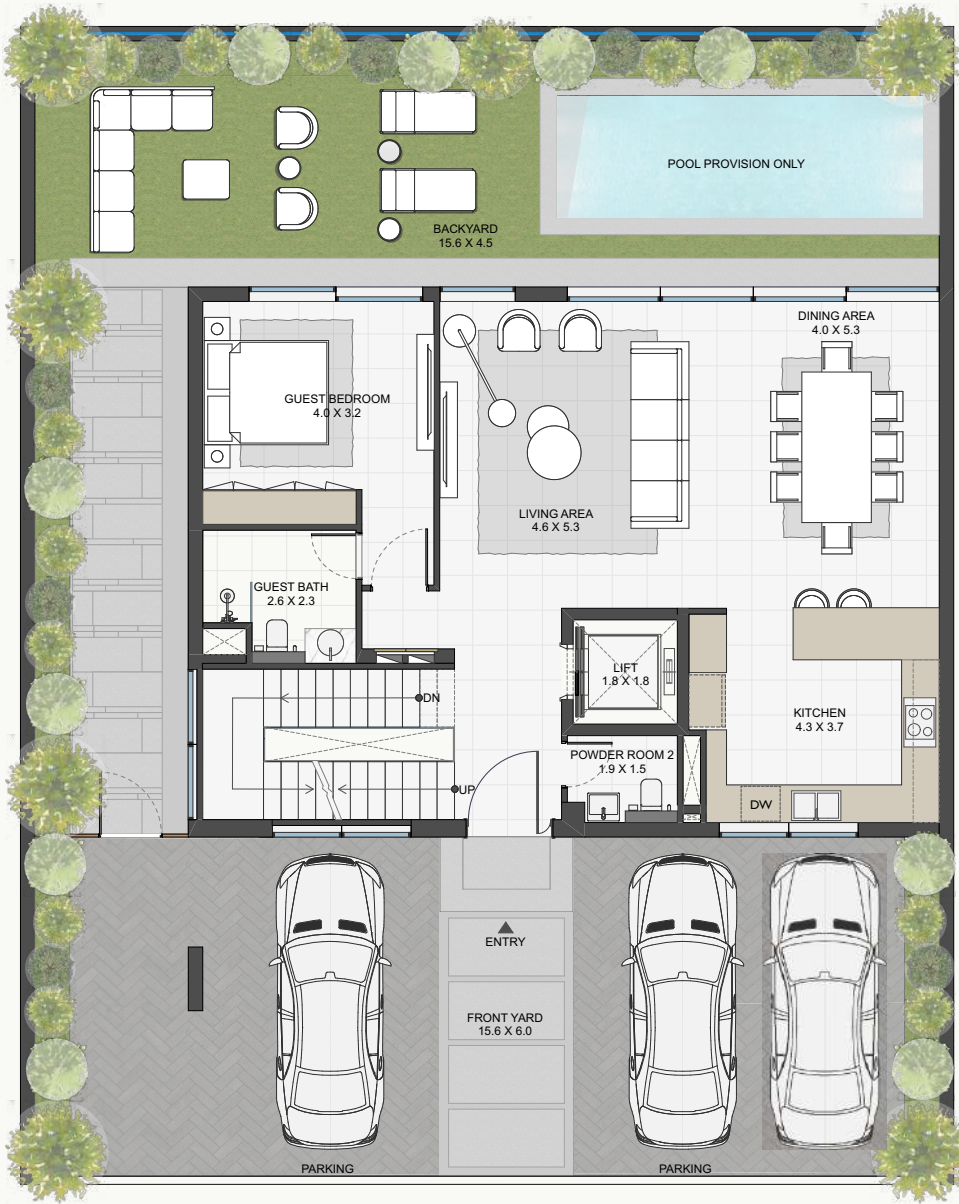 POOL PROVISION ONLY
BACKYARD
15.6 X 4.5
DINING AREA
4.0 X 5.3
GUEST BEDROOM
4.0 X 3.2
LIVING AREA
4.6 X 5.3
GUEST BATH
2.6 X 2.3
LIFT
1.8 X 1.8
DN
KITCHEN
4.3 X 3.7
POWDER ROOM 2
1.9 X 1.5
UP
DW
ENTRY
FRONT YARD
15.6 X 6.0
PARKING
PARKING